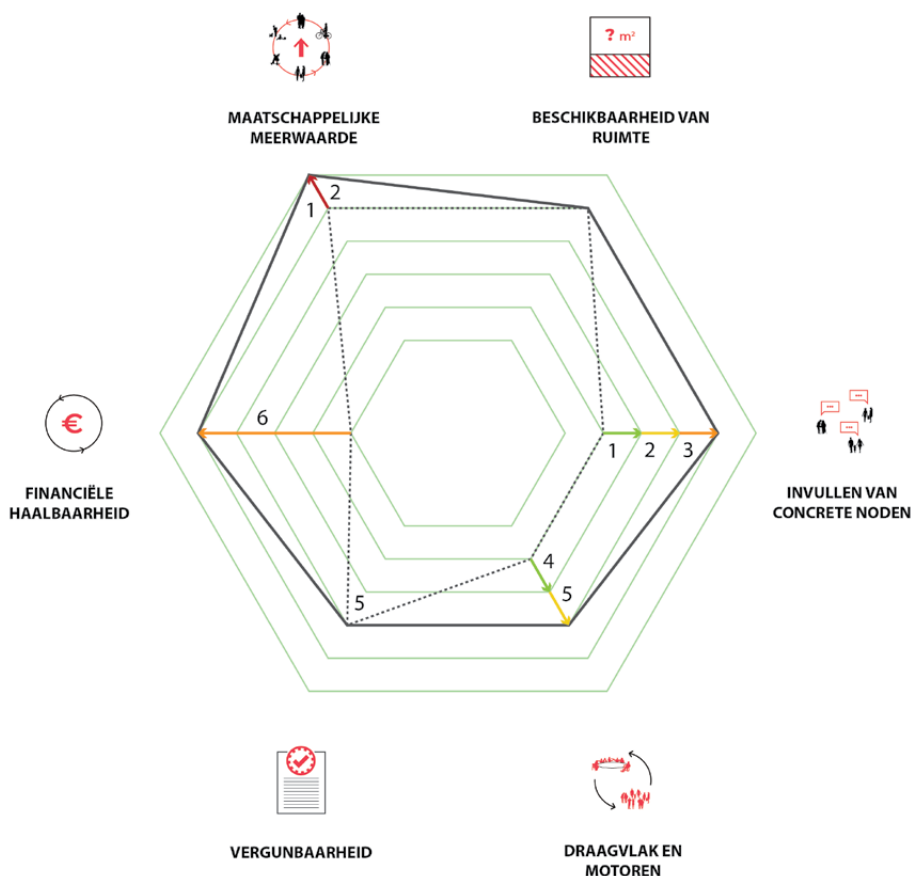 ? m²
MAATSCHAPPELIJKE
MEERWAARDE
BESCHIKBAARHEID VAN
RUIMTE
2
1
6
1 2 3
€
FINANCIËLE
HAALBAARHEID
INVULLEN VAN
CONCRETE NODEN
4
5
5
VERGUNBAARHEID
DRAAGVLAK EN
MOTOREN